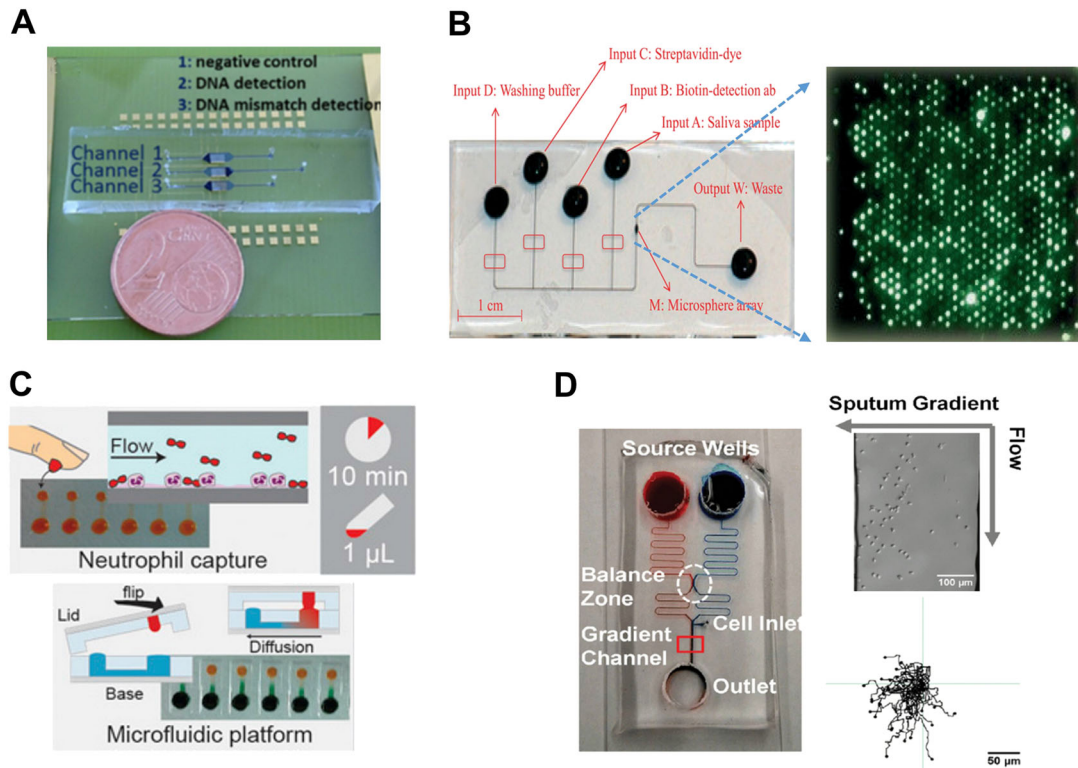 A
1: negative control
2: DNA detection
3: DNA mismatch detection
Channel 1
Channel 2
Channel 3
2
CENT
B
Input C: Streptavidin-dye
Input D: Washing buffer
Input B: Biotin-detection ab
Input A: Saliva sample
Output W: Waste
M: Microsphere array
1 cm
C
Flow
10 min
1 µL
Neutrophil capture
flip
Lid
Diffusion
Base
Microfluidic platform
D
Sputum Gradient
Flow
Source Wells
100 µm
Balance
Zone
Cell Inlet
Gradient
Channel
Outlet
50 µm